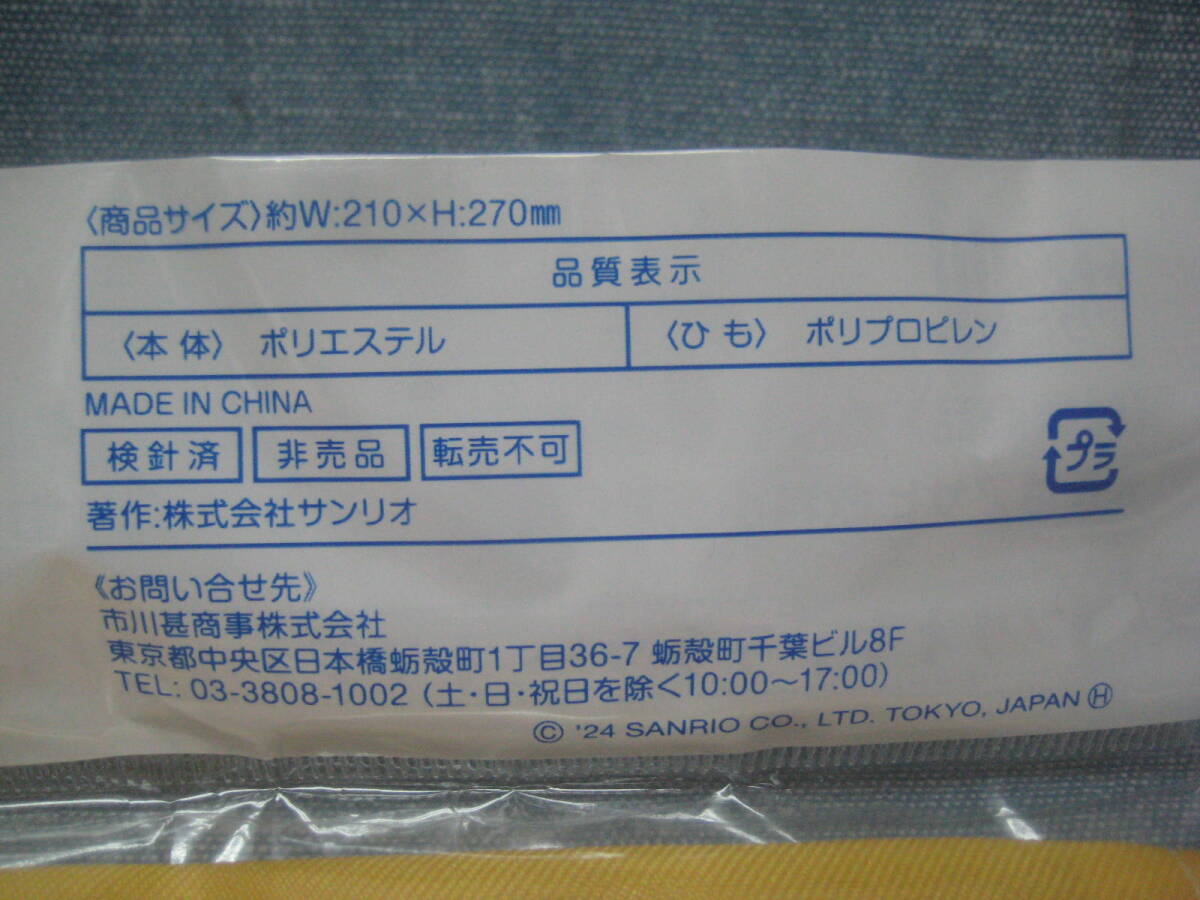 〈商品サイズ〉約W:210×H:270㎜
品質表示
〈本体〉 ポリエステル
〈ひも〉 ポリプロピレン
MADE IN CHINA
検針済 非売品 転売不可
プラ
著作:株式会社サンリオ
《お問い合せ先》
市川甚商事株式会社
東京都中央区日本橋蛎殻町1丁目36-7 蛎殻町千葉ビル8F
TEL: 03-3808-1002 (土・日・祝日を除く10:00〜17:00)
© '24 SANRIO CO., LTD. TOKYO, JAPAN Ⓗ